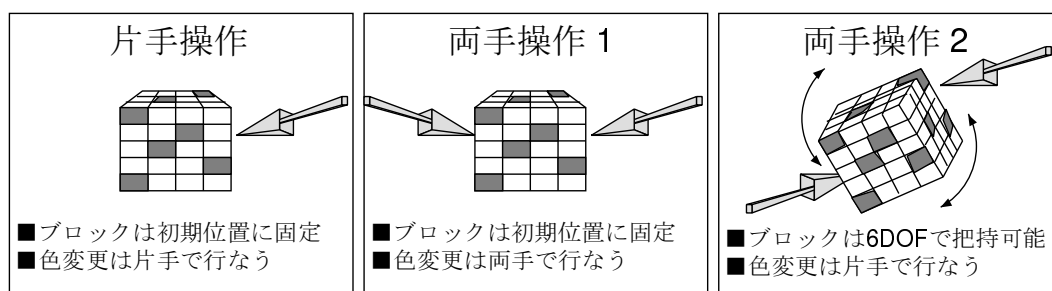 片手操作
■ブロックは初期位置に固定
■色変更は片手で行なう
両手操作 1
■ブロックは初期位置に固定
■色変更は両手で行なう
両手操作 2
■ブロックは6DOFで把持可能
■色変更は片手で行なう